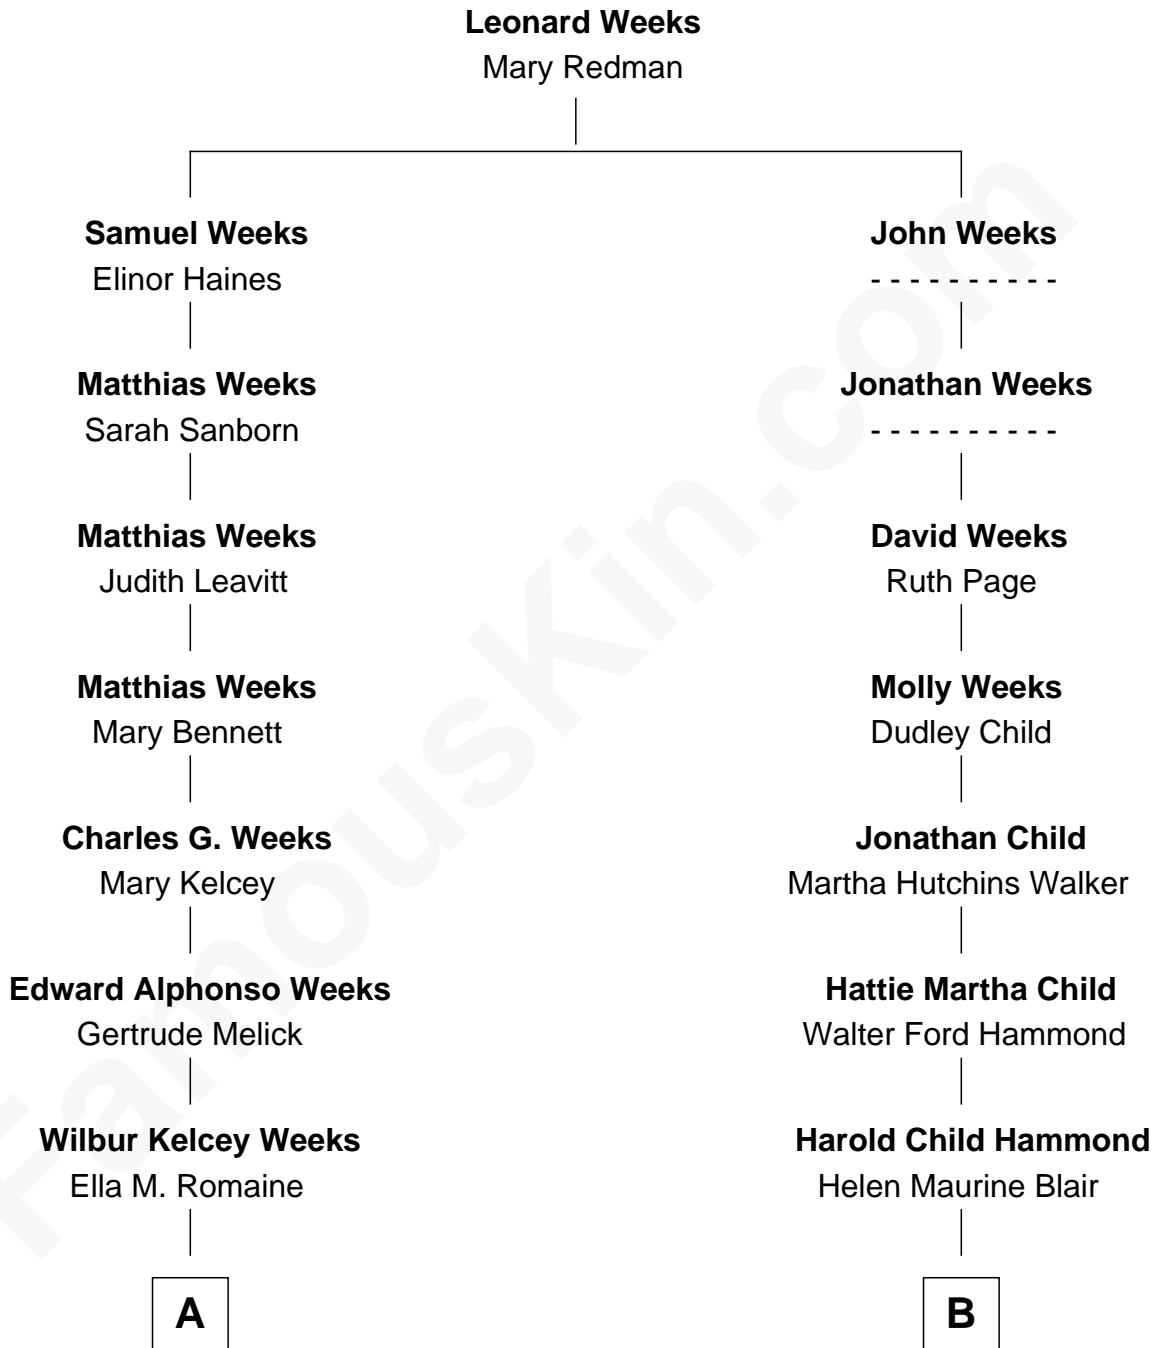 Leonard Weeks
Mary Redman
Samuel Weeks
Elinor Haines
Matthias Weeks
Sarah Sanborn
Matthias Weeks
Judith Leavitt
Matthias Weeks
Mary Bennett
Charles G. Weeks
Mary Kelcey
Edward Alphonso Weeks
Gertrude Melick
Wilbur Kelcey Weeks
Ella M. Romaine
A
John Weeks
- - - - - - - - - -
Jonathan Weeks
- - - - - - - - - -
David Weeks
Ruth Page
Molly Weeks
Dudley Child
Jonathan Child
Martha Hutchins Walker
Hattie Martha Child
Walter Ford Hammond
Harold Child Hammond
Helen Maurine Blair
B
FamousKin.com